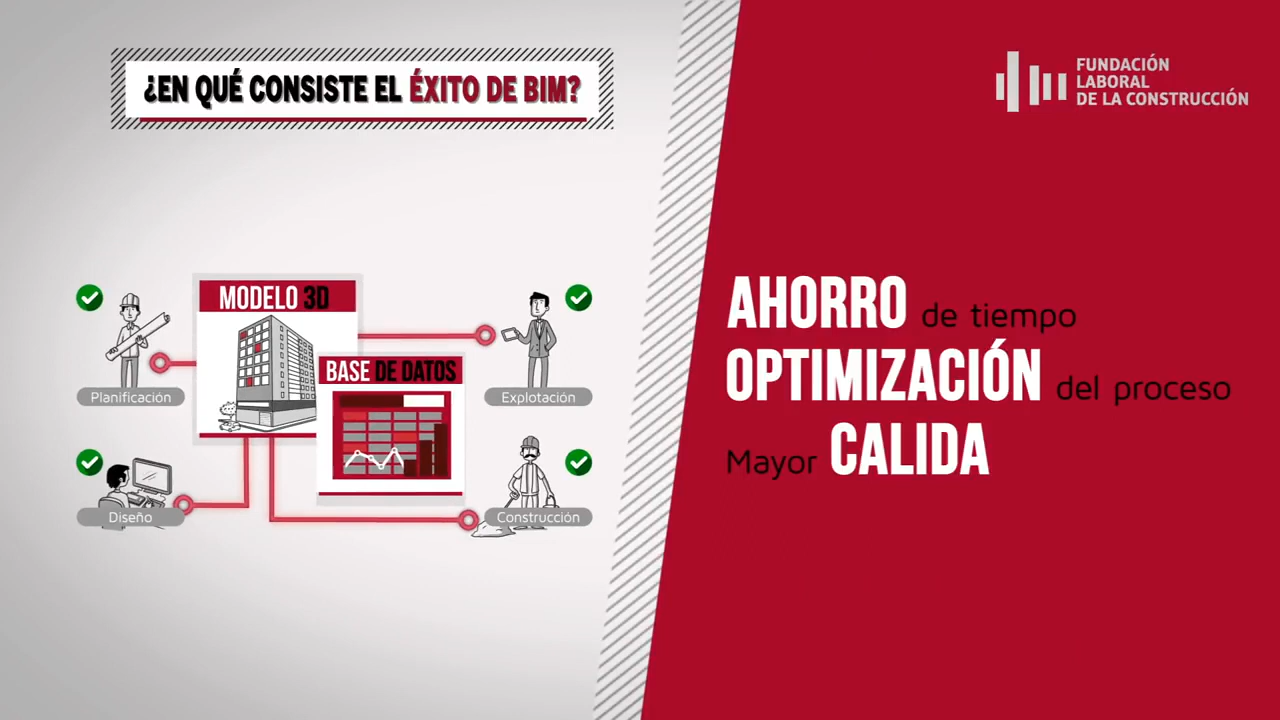 ¿EN QUÉ CONSISTE EL ÉXITO DE BIM?
MODELO 3D
BASE DE DATOS
Planificación
Explotación
Diseño
Construcción
FUNDACIÓN
LABORAL
DE LA CONSTRUCCIÓN
AHORRO de tiempo
OPTIMIZACIÓN del proceso
Mayor CALIDA